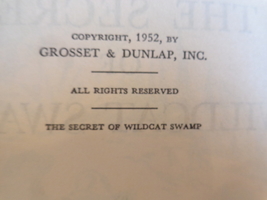 COPYRIGHT, 1952, BY
GROSSET & DUNLAP, INC.
ALL RIGHTS RESERVED
THE SECRET OF WILDCAT SWAMP